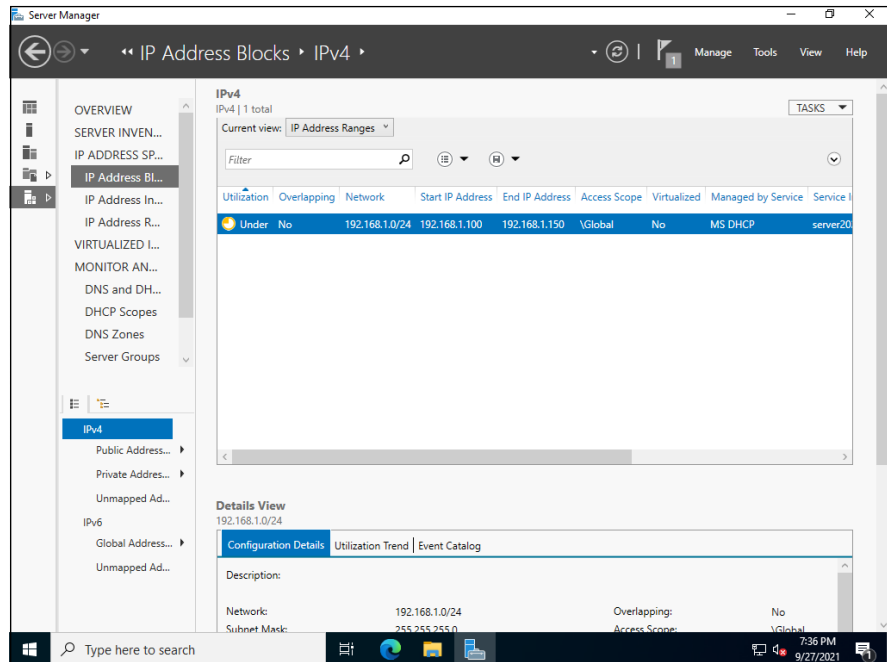 Server Manager
IP Address Blocks IPv4
1
Manage Tools View Help
OVERVIEW
SERVER INVEN...
IP ADDRESS SP...
IP Address Bl...
IP Address In...
IP Address R...
VIRTUALIZED I...
MONITOR AN...
DNS and DH...
DHCP Scopes
DNS Zones
Server Groups
IPv4
Public Address...
Private Addres...
Unmapped Ad...
IPv6
Global Address...
Unmapped Ad...
IPv4
IPv4 | 1 total
TASKS
Current view: IP Address Ranges
Filter
Utilization Overlapping Network Start IP Address End IP Address Access Scope Virtualized Managed by Service Service I
Under No 192.168.1.0/24 192.168.1.100 192.168.1.150 \Global No MS DHCP server20
Details View
192.168.1.0/24
Configuration Details Utilization Trend Event Catalog
Description:
Network: 192.168.1.0/24 Overlapping: No
Subnet Mask: 255.255.255.0 Access Scope: \Global
Type here to search
7:36 PM
9/27/2021
1